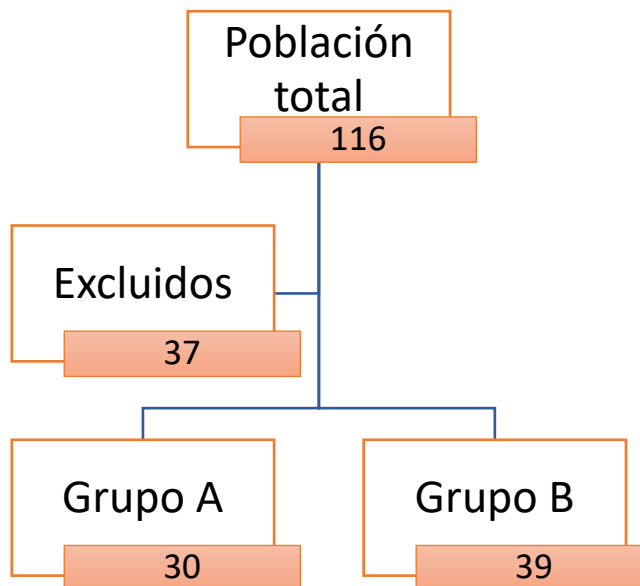 Población
total
116
Excluidos
37
Grupo A
30
Grupo B
39